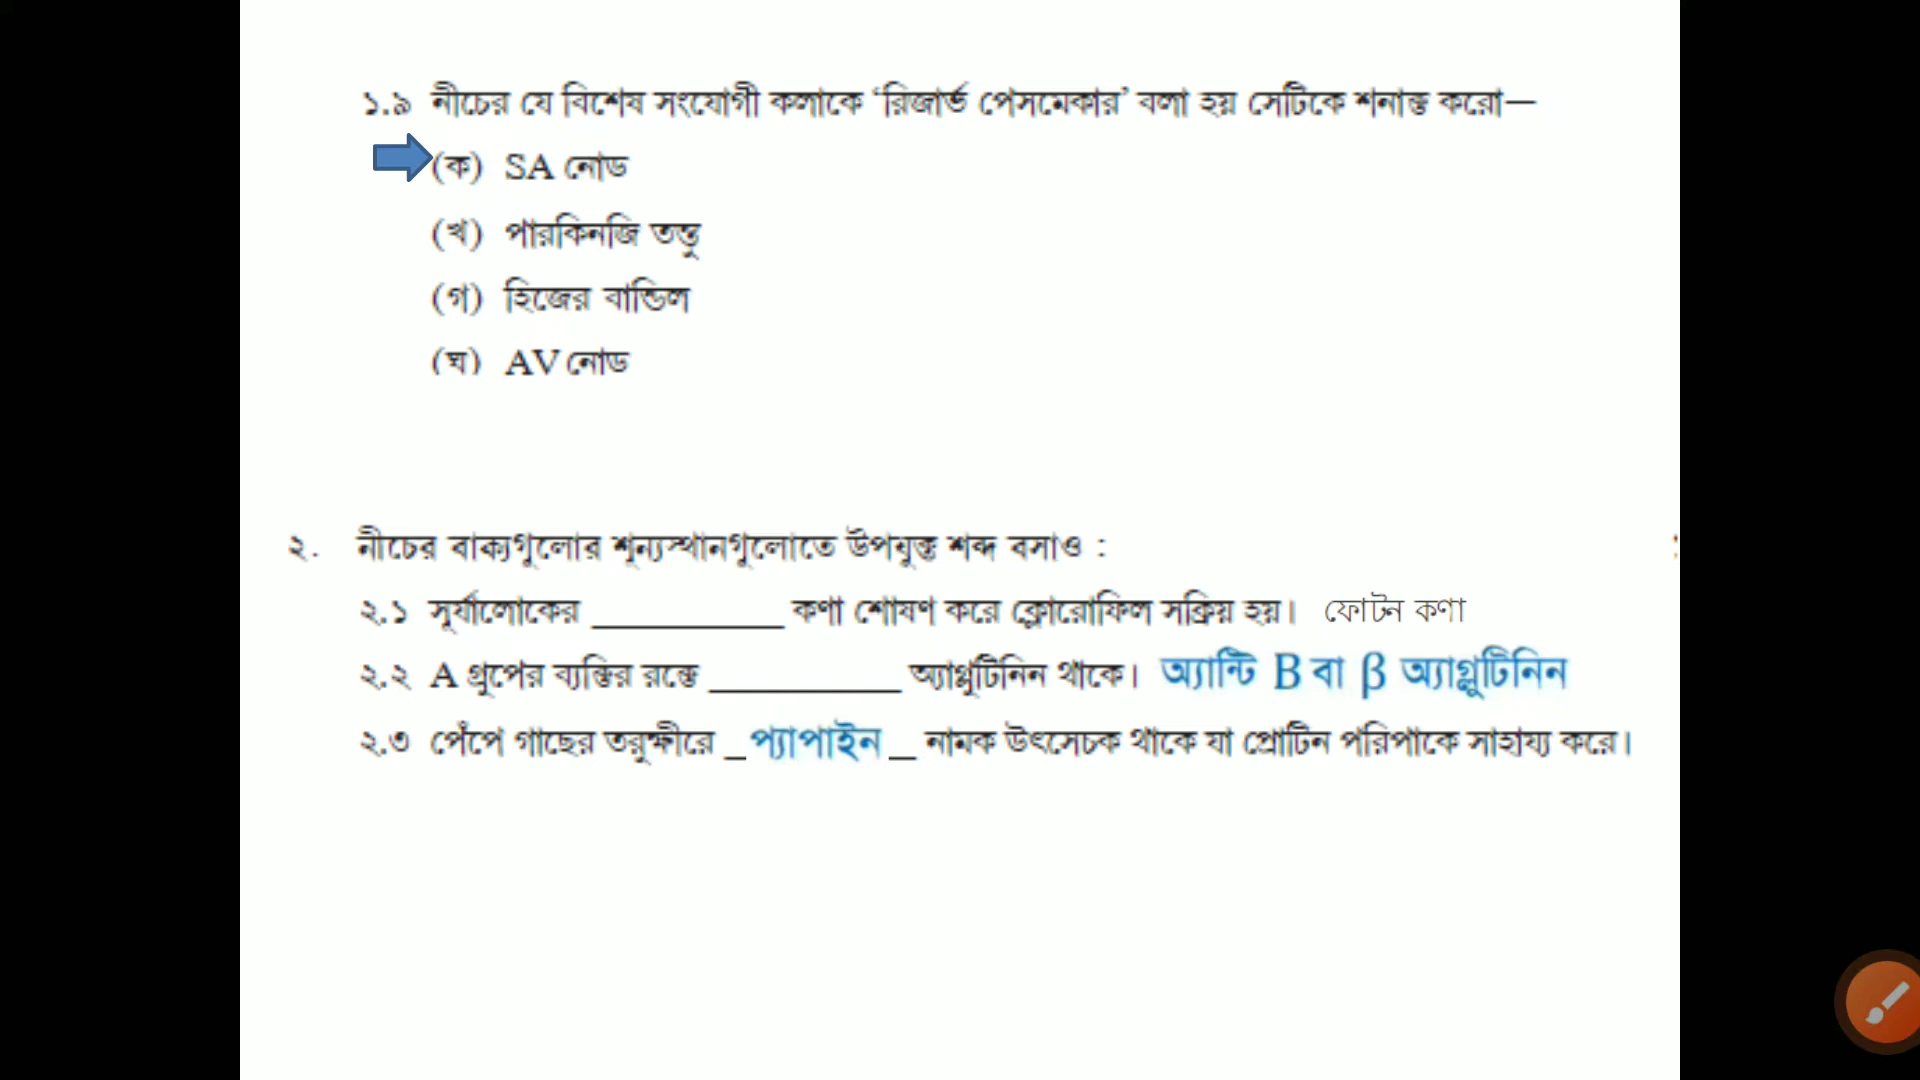 ১.৯ নীচের যে বিশেষ সংযোগী কলাকে ‘রিজার্ভ পেসমেকার’ বলা হয় সেটিকে শনাক্ত করো—
(ক) SA নোড
(খ) পারকিনজি তন্তু
(গ) হিজের বান্ডিল
(ঘ) AV নোড
২. নীচের বাক্যগুলোর শূন্যস্থানগুলোতে উপযুক্ত শব্দ বসাও :
২.১ সূর্যালোকের __________ কণা শোষণ করে ক্লোরোফিল সক্রিয় হয়। ফোটন কণা
২.২ A গ্রুপের ব্যক্তির রক্তে __________ অ্যাগ্লুটিনিন থাকে। অ্যান্টি B বা β অ্যাগ্লুটিনিন
২.৩ পেঁপে গাছের তরুক্ষীরে _প্যাপাইন_ নামক উৎসেচক থাকে যা প্রোটিন পরিপাকে সাহায্য করে।